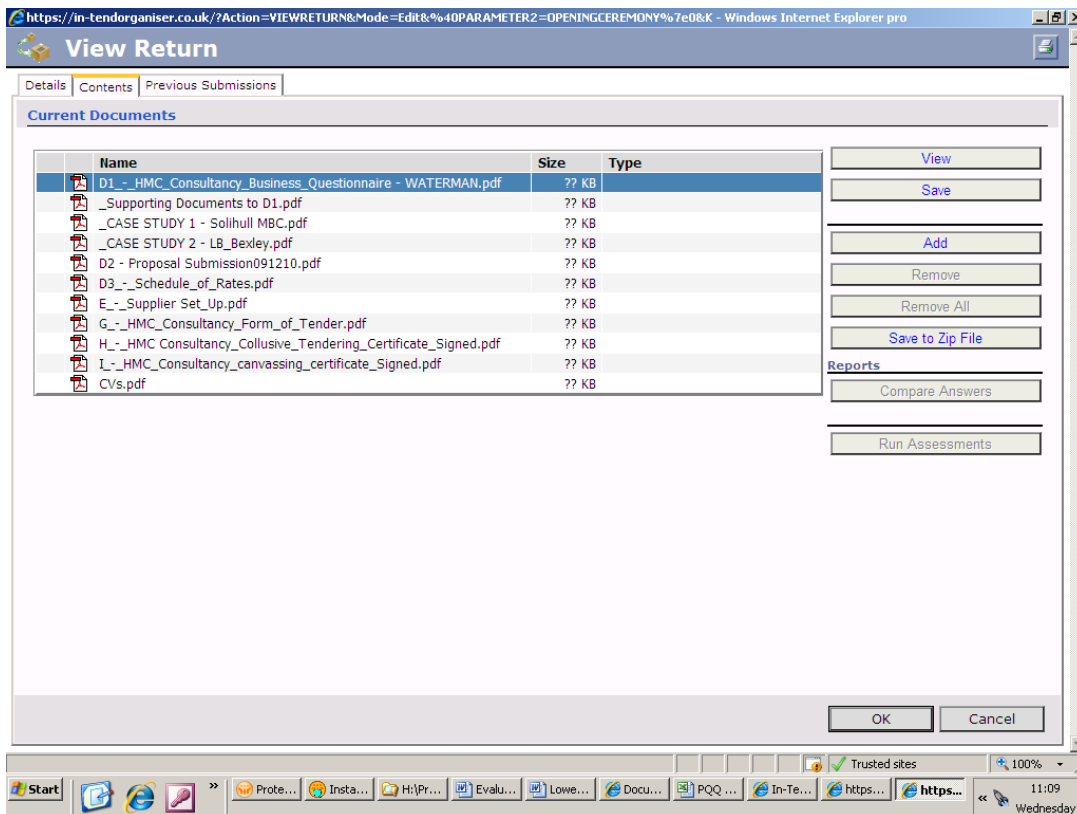 https://in-tendorganiser.co.uk/?Action=VIEWRETURN&Mode=Edit&%40PARAMETER2=OPENINGCEREMONY%7e0&K - Windows Internet Explorer pro
View Return
Details Contents Previous Submissions
Current Documents
Name Size Type
D1_-_HMC_Consultancy_Business_Questionnaire - WATERMAN.pdf ?? KB
_Supporting Documents to D1.pdf ?? KB
_CASE STUDY 1 - Solihull MBC.pdf ?? KB
_CASE STUDY 2 - LB_Bexley.pdf ?? KB
D2 - Proposal Submission091210.pdf ?? KB
D3_-_Schedule_of_Rates.pdf ?? KB
E_-_Supplier Set_Up.pdf ?? KB
G_-_HMC_Consultancy_Form_of_Tender.pdf ?? KB
H_-_HMC Consultancy_Collusive_Tendering_Certificate_Signed.pdf ?? KB
I_-_HMC_Consultancy_canvassing_certificate_Signed.pdf ?? KB
CVs.pdf ?? KB
View
Save
Add
Remove
Remove All
Save to Zip File
Reports
Compare Answers
Run Assessments
OK Cancel
Trusted sites 100%
Start » Prote... Insta... H:\Pr... Evalu... Lowe... Docu... PQQ ... In-Te... https... https... « 11:09
Wednesday